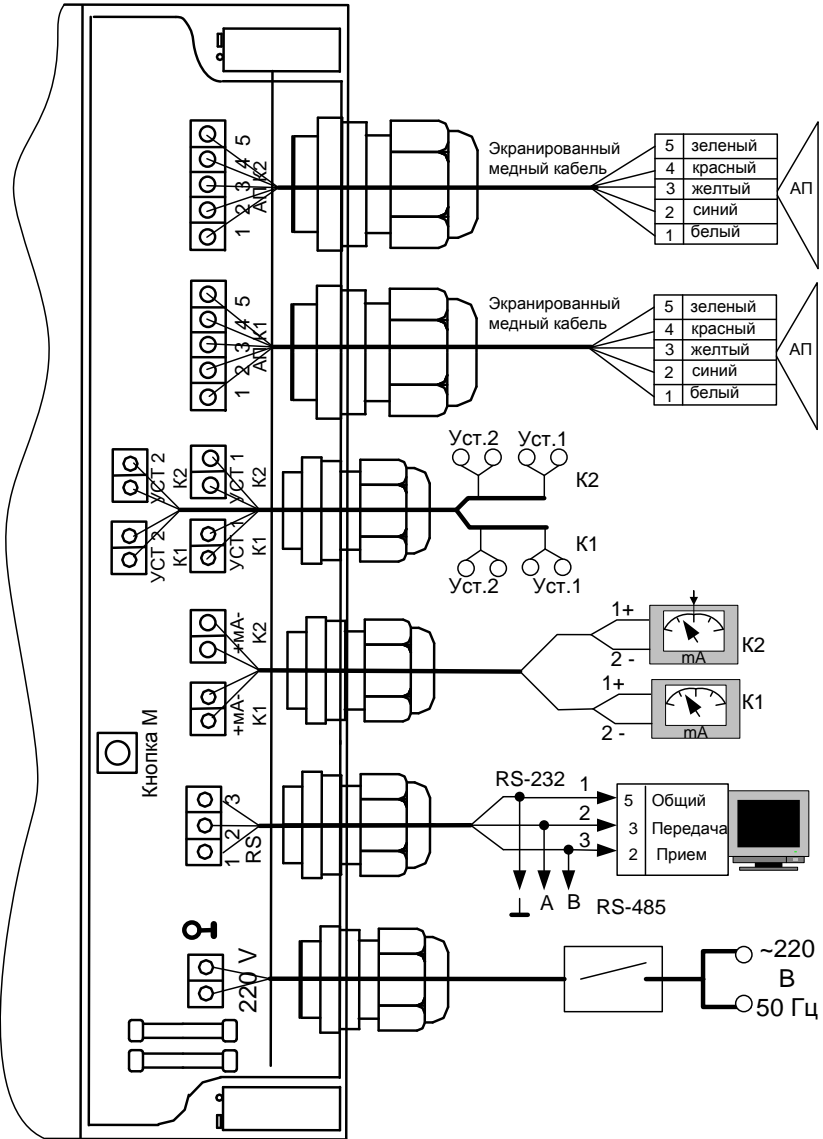 5
4
3
2
1
АП К2
Экранированный
медный кабель
5 зеленый
4 красный
3 желтый
2 синий
1 белый
АП
5
4
3
2
1
АП К1
Экранированный
медный кабель
5 зеленый
4 красный
3 желтый
2 синий
1 белый
АП
УСТ 2
К2
УСТ 1
К2
УСТ 2
К1
УСТ 1
К1
Уст.2 Уст.1
К2
К1
Уст.2 Уст.1
+мА-
К2
+мА-
К1
1+
2 -
mA
К2
1+
2 -
mA
К1
Кнопка М
1 2 3
RS
RS-232
1
2
3
5 Общий
3 Передача
2 Прием
A B RS-485
220 V
~220
В
50 Гц